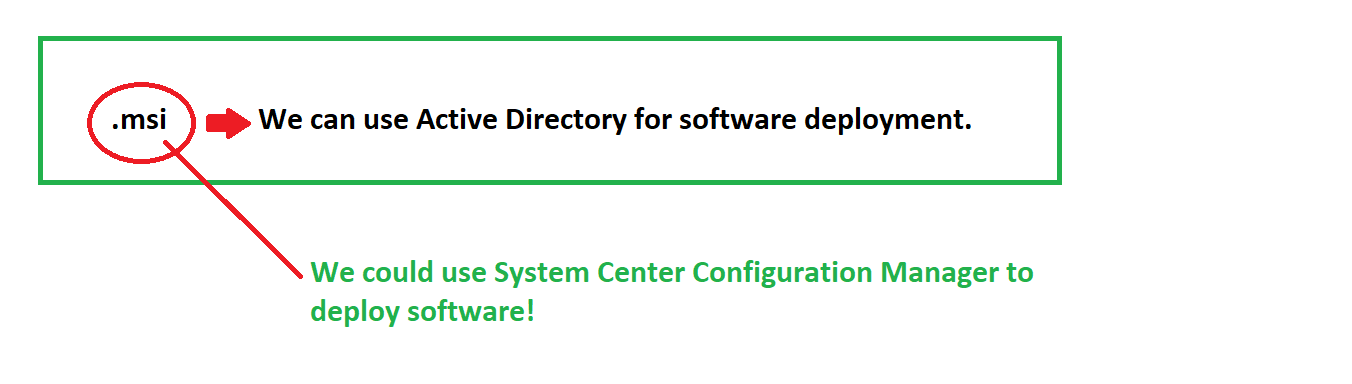 .msi We can use Active Directory for software deployment.
We could use System Center Configuration Manager to
deploy software!